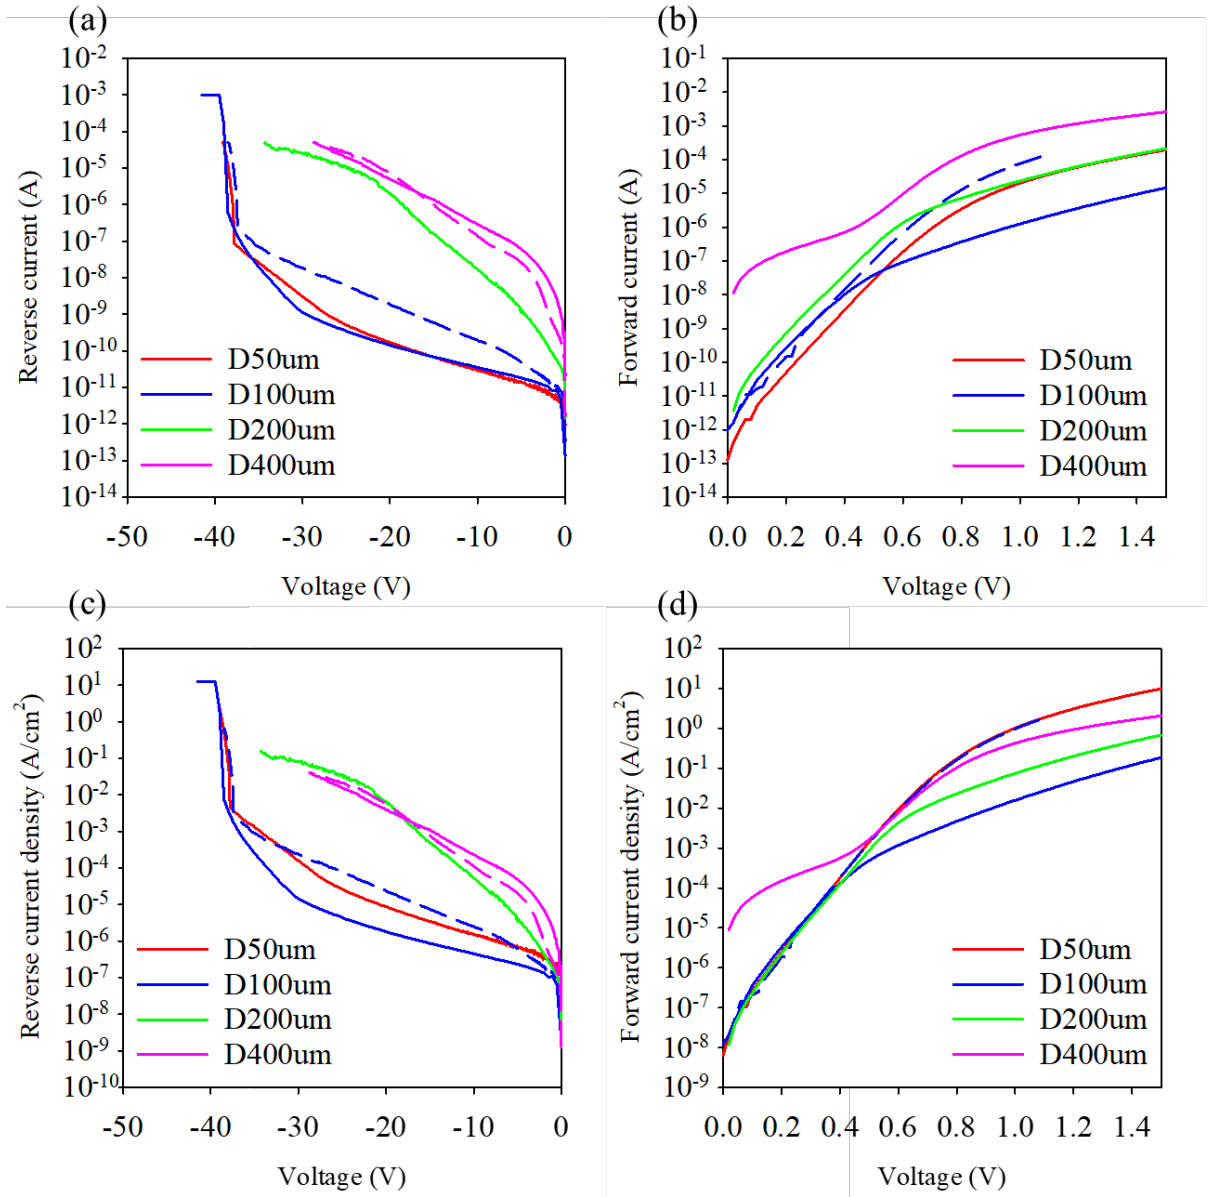 (a)
Reverse current (A)
10⁻²
10⁻³
10⁻⁴
10⁻⁵
10⁻⁶
10⁻⁷
10⁻⁸
10⁻⁹
10⁻¹⁰
10⁻¹¹
10⁻¹²
10⁻¹³
10⁻¹⁴
D50um
D100um
D200um
D400um
-50 -40 -30 -20 -10 0
Voltage (V)
(b)
Forward current (A)
10⁻¹
10⁻²
10⁻³
10⁻⁴
10⁻⁵
10⁻⁶
10⁻⁷
10⁻⁸
10⁻⁹
10⁻¹⁰
10⁻¹¹
10⁻¹²
10⁻¹³
10⁻¹⁴
D50um
D100um
D200um
D400um
0.0 0.2 0.4 0.6 0.8 1.0 1.2 1.4
Voltage (V)
(c)
Reverse current density (A/cm²)
10²
10¹
10⁰
10⁻¹
10⁻²
10⁻³
10⁻⁴
10⁻⁵
10⁻⁶
10⁻⁷
10⁻⁸
10⁻⁹
10⁻¹⁰
D50um
D100um
D200um
D400um
-50 -40 -30 -20 -10 0
Voltage (V)
(d)
Forward current density (A/cm²)
10²
10¹
10⁰
10⁻¹
10⁻²
10⁻³
10⁻⁴
10⁻⁵
10⁻⁶
10⁻⁷
10⁻⁸
10⁻⁹
D50um
D100um
D200um
D400um
0.0 0.2 0.4 0.6 0.8 1.0 1.2 1.4
Voltage (V)